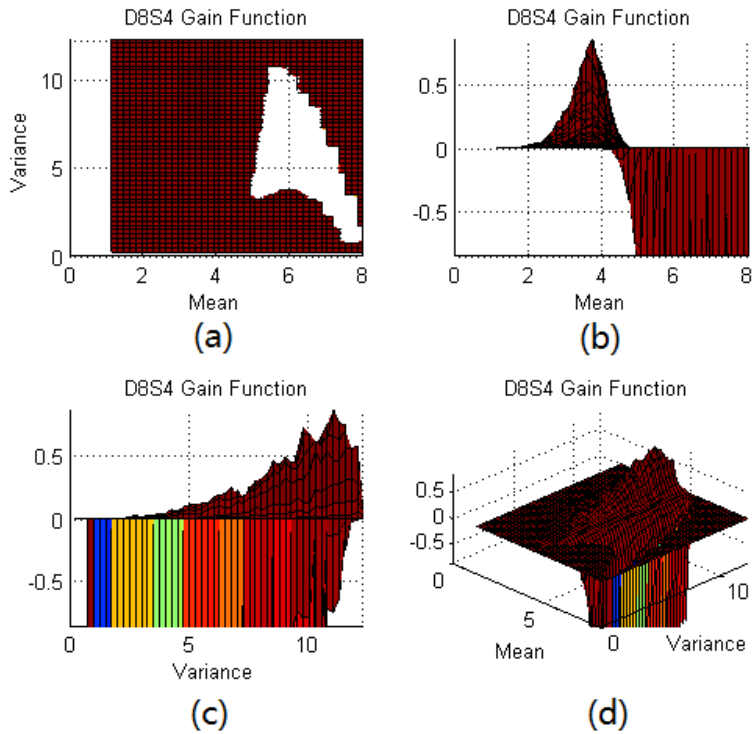 D8S4 Gain Function
10
5
0
Variance
0 2 4 6 8
Mean
(a)
D8S4 Gain Function
0.5
0
-0.5
0 2 4 6 8
Mean
(b)
D8S4 Gain Function
0.5
0
-0.5
0 5 10
Variance
(c)
D8S4 Gain Function
0.5
0
-0.5
0
5
0
10
Mean
Variance
(d)